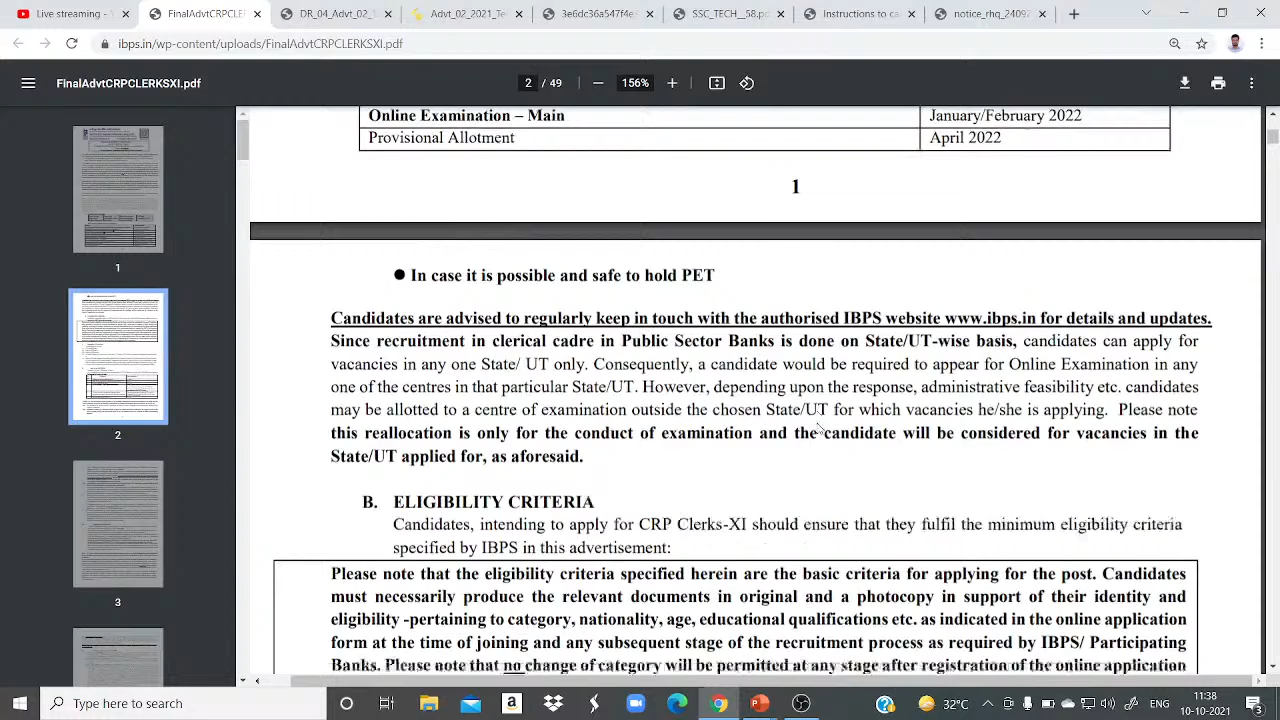 Live streaming
FinalAdvtCRPC
DR_04_Adv_02_
Advt_02_2021_Te
3e6dc36a547fee
SSC GD _58.pc
Instructions to ca
notice_rhq_2409
ibps.in/wp-content/uploads/FinalAdvtCRPCLERKSXI.pdf
FinalAdvtCRPCLERKSXI.pdf
2 / 49
156%
Online Examination – Main January/February 2022
Provisional Allotment April 2022
1
● In case it is possible and safe to hold PET
Candidates are advised to regularly keep in touch with the authorised IBPS website www.ibps.in for details and updates.
Since recruitment in clerical cadre in Public Sector Banks is done on State/UT-wise basis, candidates can apply for
vacancies in any one State/ UT only. Consequently, a candidate would be required to appear for Online Examination in any
one of the centres in that particular State/UT. However, depending upon the response, administrative feasibility etc. candidates
may be allotted to a centre of examination outside the chosen State/UT for which vacancies he/she is applying. Please note
this reallocation is only for the conduct of examination and the candidate will be considered for vacancies in the
State/UT applied for, as aforesaid.
B. ELIGIBILITY CRITERIA
Candidates, intending to apply for CRP Clerks-XI should ensure that they fulfil the minimum eligibility criteria
specified by IBPS in this advertisement:
Please note that the eligibility criteria specified herein are the basic criteria for applying for the post. Candidates
must necessarily produce the relevant documents in original and a photocopy in support of their identity and
eligibility -pertaining to category, nationality, age, educational qualifications etc. as indicated in the online application
form at the time of joining and any subsequent stage of the recruitment process as required by IBPS/ Participating
Banks. Please note that no change of category will be permitted at any stage after registration of the online application
1
2
3
Type here to search
32°C
ENG
11:38
10-10-2021